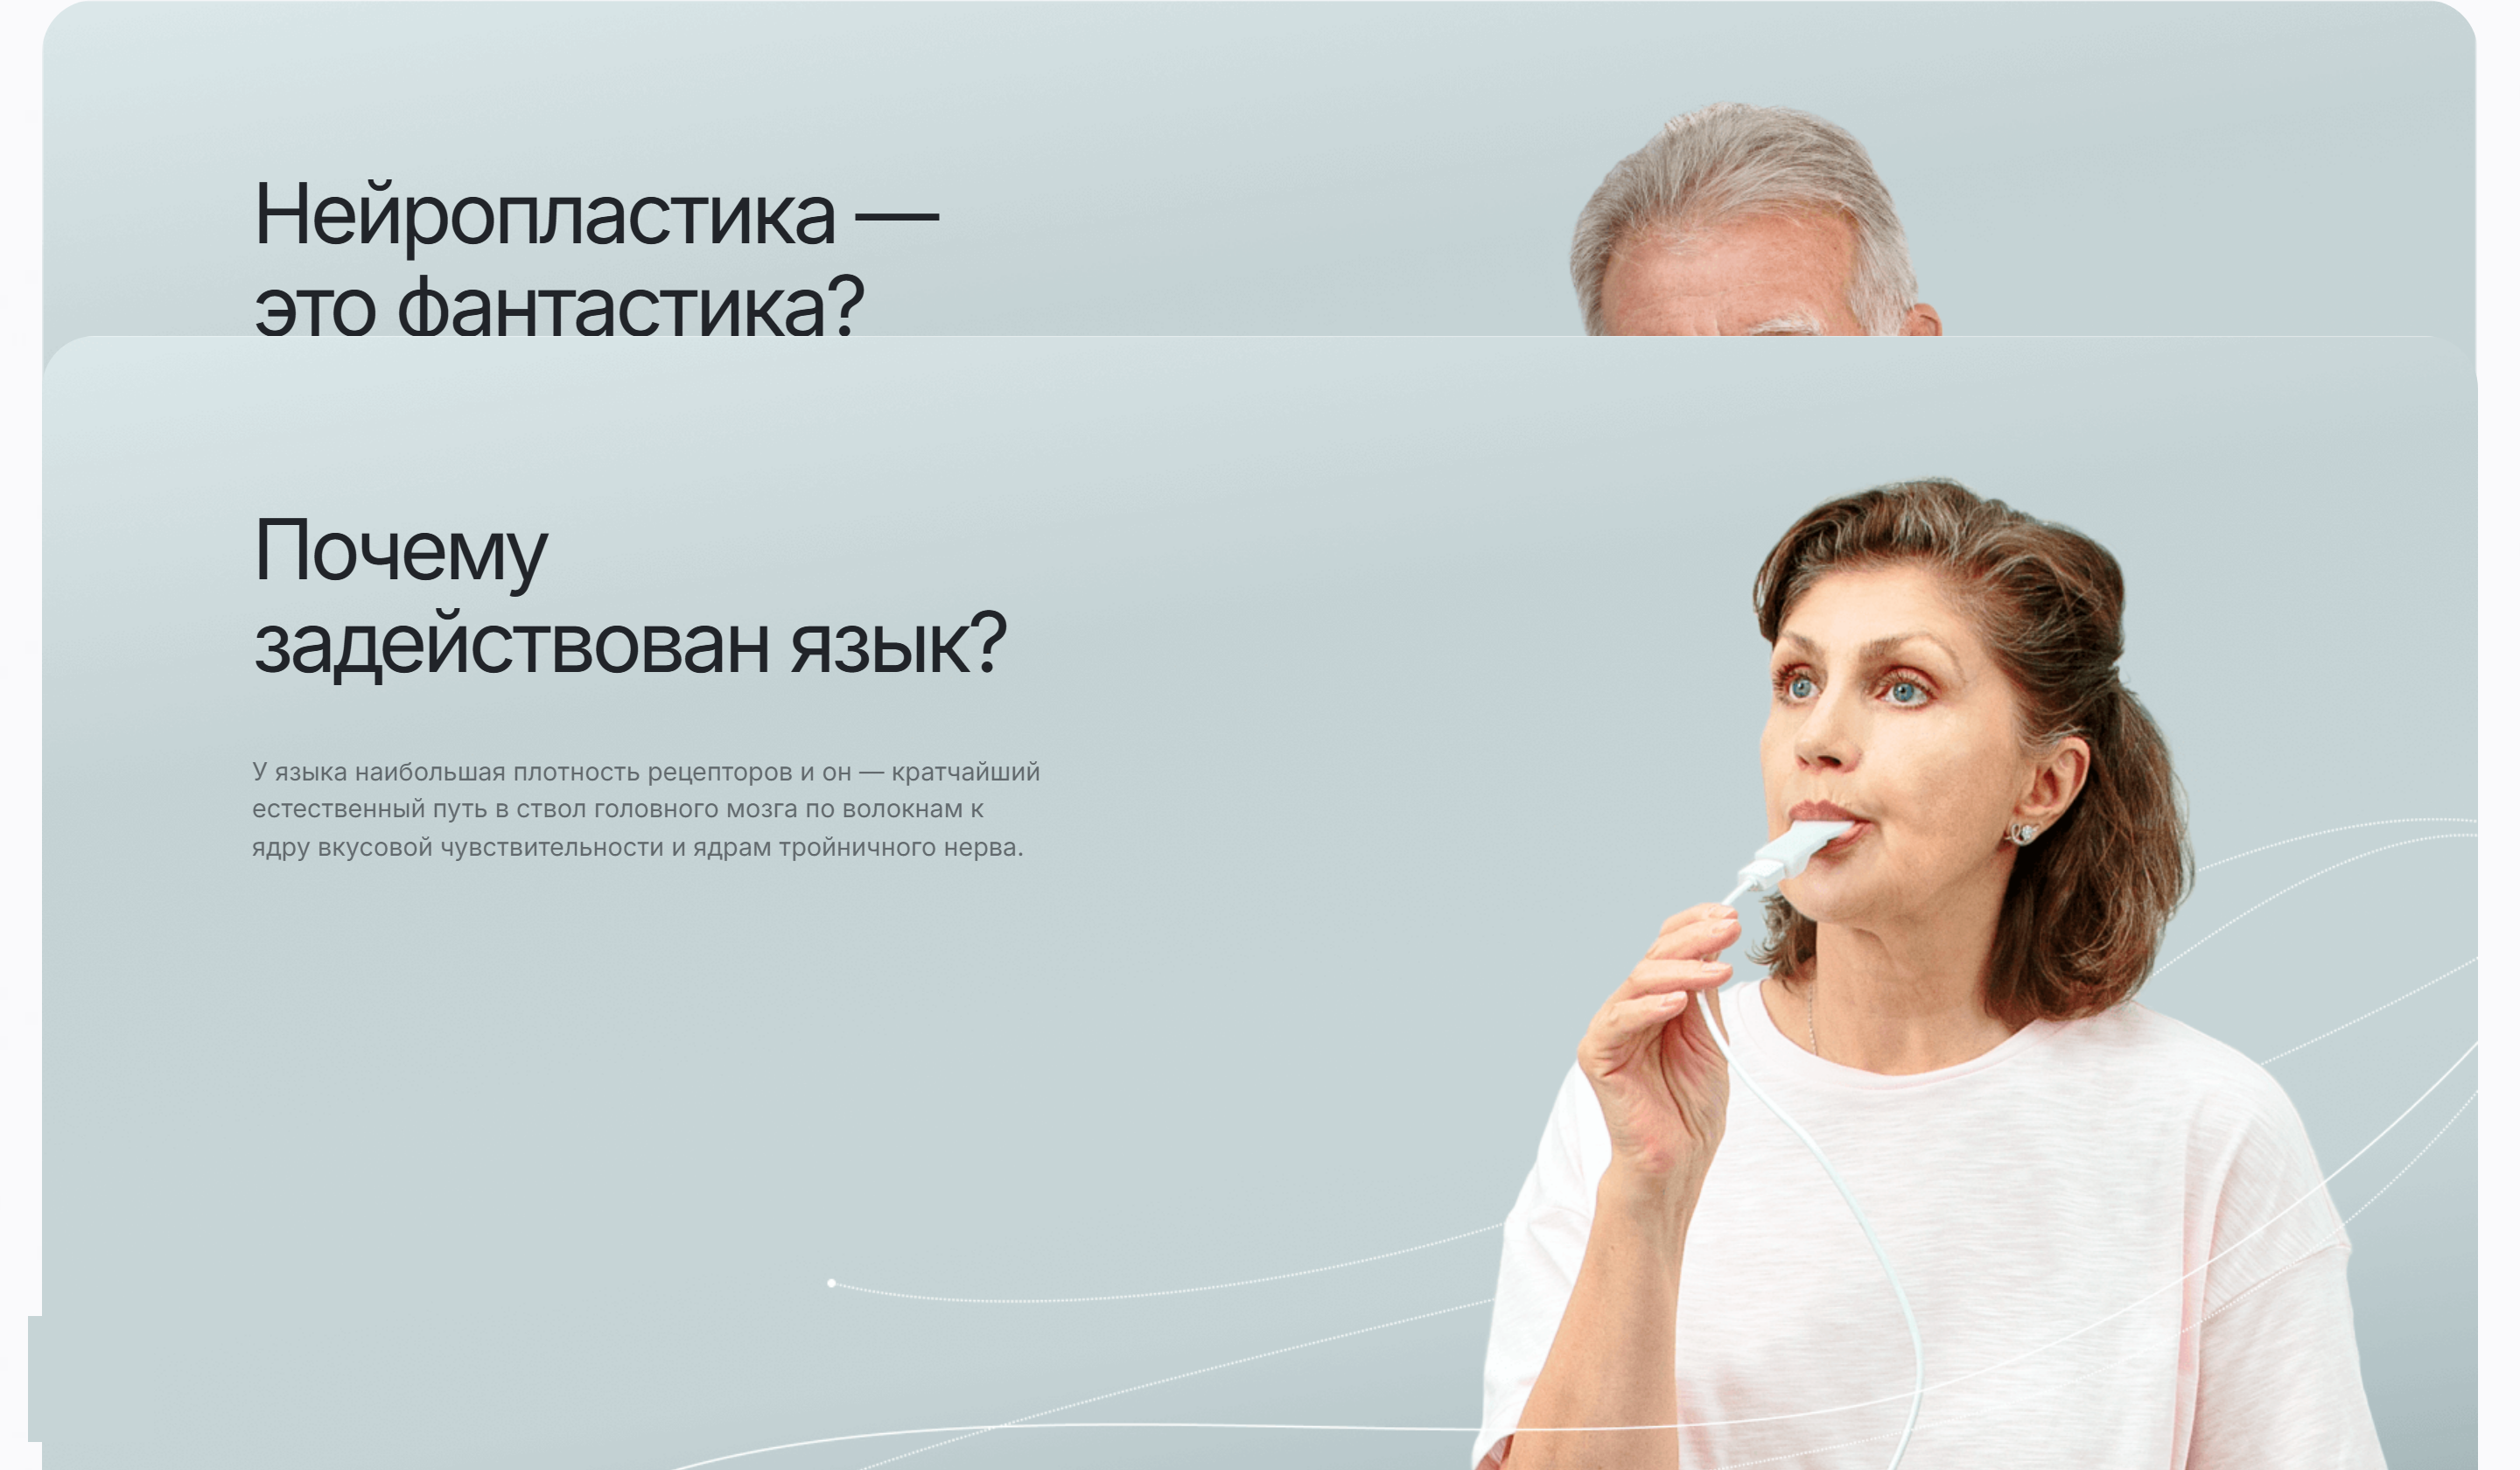 Нейропластика —
это фантастика?
Почему
задействован язык?
У языка наибольшая плотность рецепторов и он — кратчайший
естественный путь в ствол головного мозга по волокнам к
ядру вкусовой чувствительности и ядрам тройничного нерва.